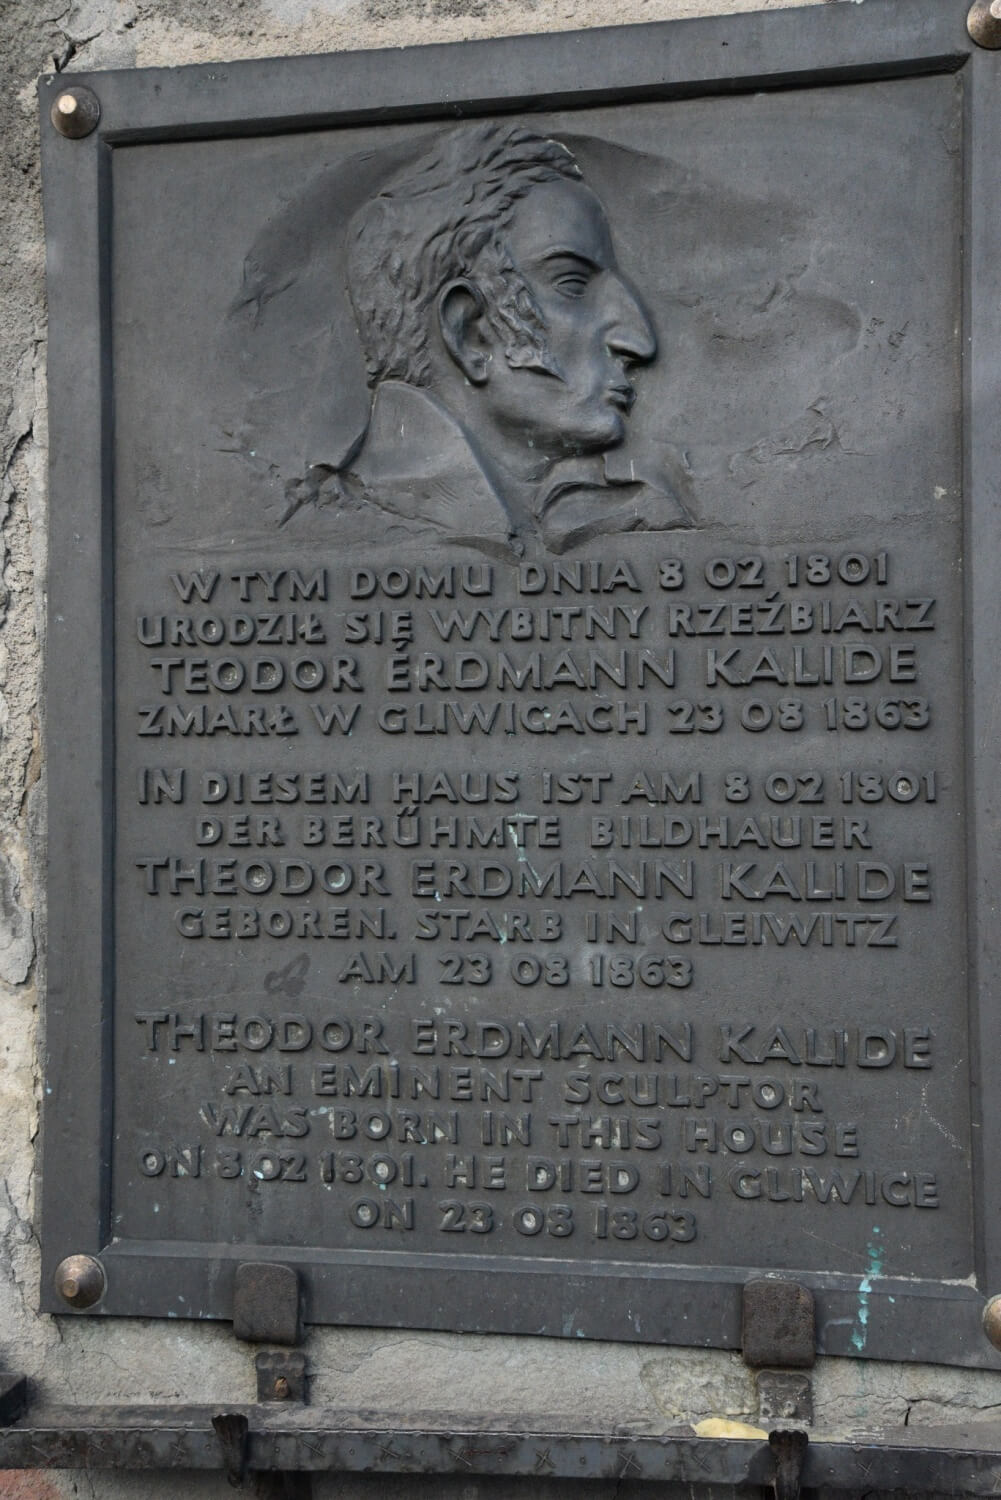 W TYM DOMU DNIA 8 02 1801
URODZIŁ SIĘ WYBITNY RZEŹBIARZ
TEODOR ERDMANN KALIDE
ZMARŁ W GLIWICACH 23 08 1863
IN DIESEM HAUS IST AM 8 02 1801
DER BERŰHMTE BILDHAUER
THEODOR ERDMANN KALIDE
GEBOREN. STARB IN GLEIWITZ
AM 23 08 1863
THEODOR ERDMANN KALIDE
AN EMINENT SCULPTOR
WAS BORN IN THIS HOUSE
ON 8 02 1801. HE DIED IN GLIWICE
ON 23 08 1863